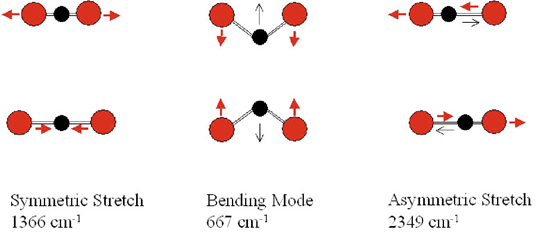 Symmetric Stretch
1366 cm⁻¹
Bending Mode
667 cm⁻¹
Asymmetric Stretch
2349 cm⁻¹